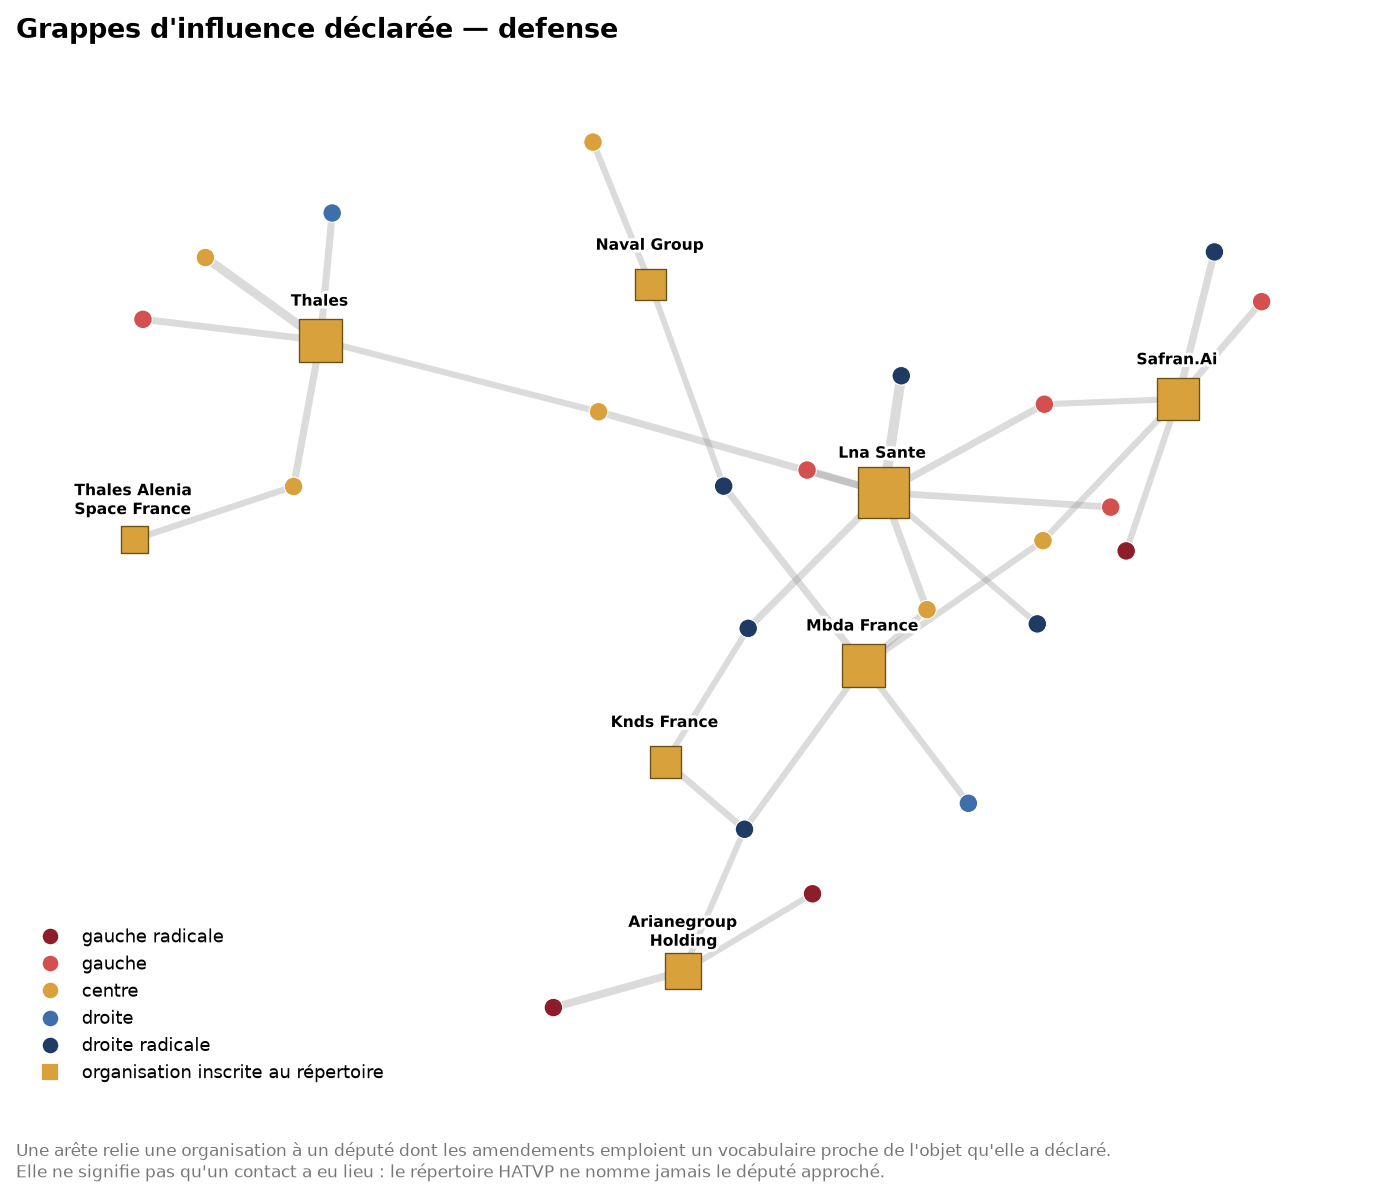 Grappes d'influence déclarée — defense
Naval Group
Thales
Safran.Ai
Lna Sante
Thales Alenia
Space France
Mbda France
Knds France
Arianegroup
Holding
gauche radicale
gauche
centre
droite
droite radicale
organisation inscrite au répertoire
Une arête relie une organisation à un député dont les amendements emploient un vocabulaire proche de l'objet qu'elle a déclaré.
Elle ne signifie pas qu'un contact a eu lieu : le répertoire HATVP ne nomme jamais le député approché.